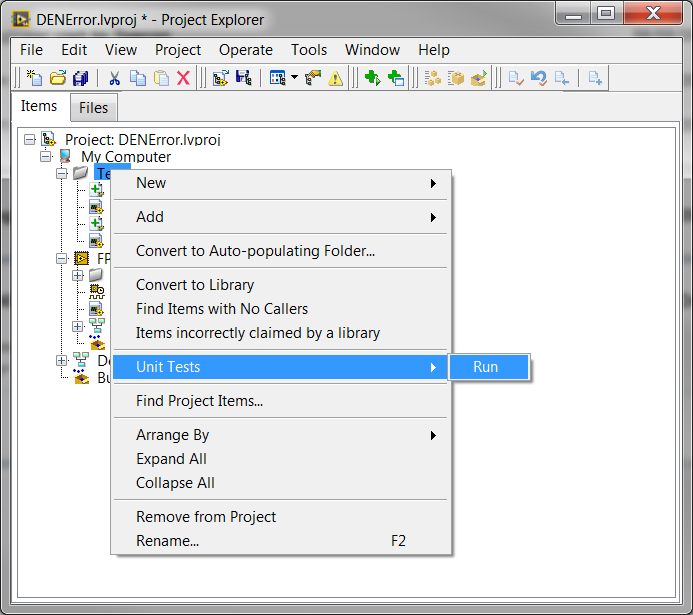 DENError.lvproj * - Project Explorer
File Edit View Project Operate Tools Window Help
Items Files
Project: DENError.lvproj
My Computer
New
Add
Convert to Auto-populating Folder...
Convert to Library
Find Items with No Callers
Items incorrectly claimed by a library
Unit Tests
Run
Find Project Items...
Arrange By
Expand All
Collapse All
Remove from Project
Rename... F2